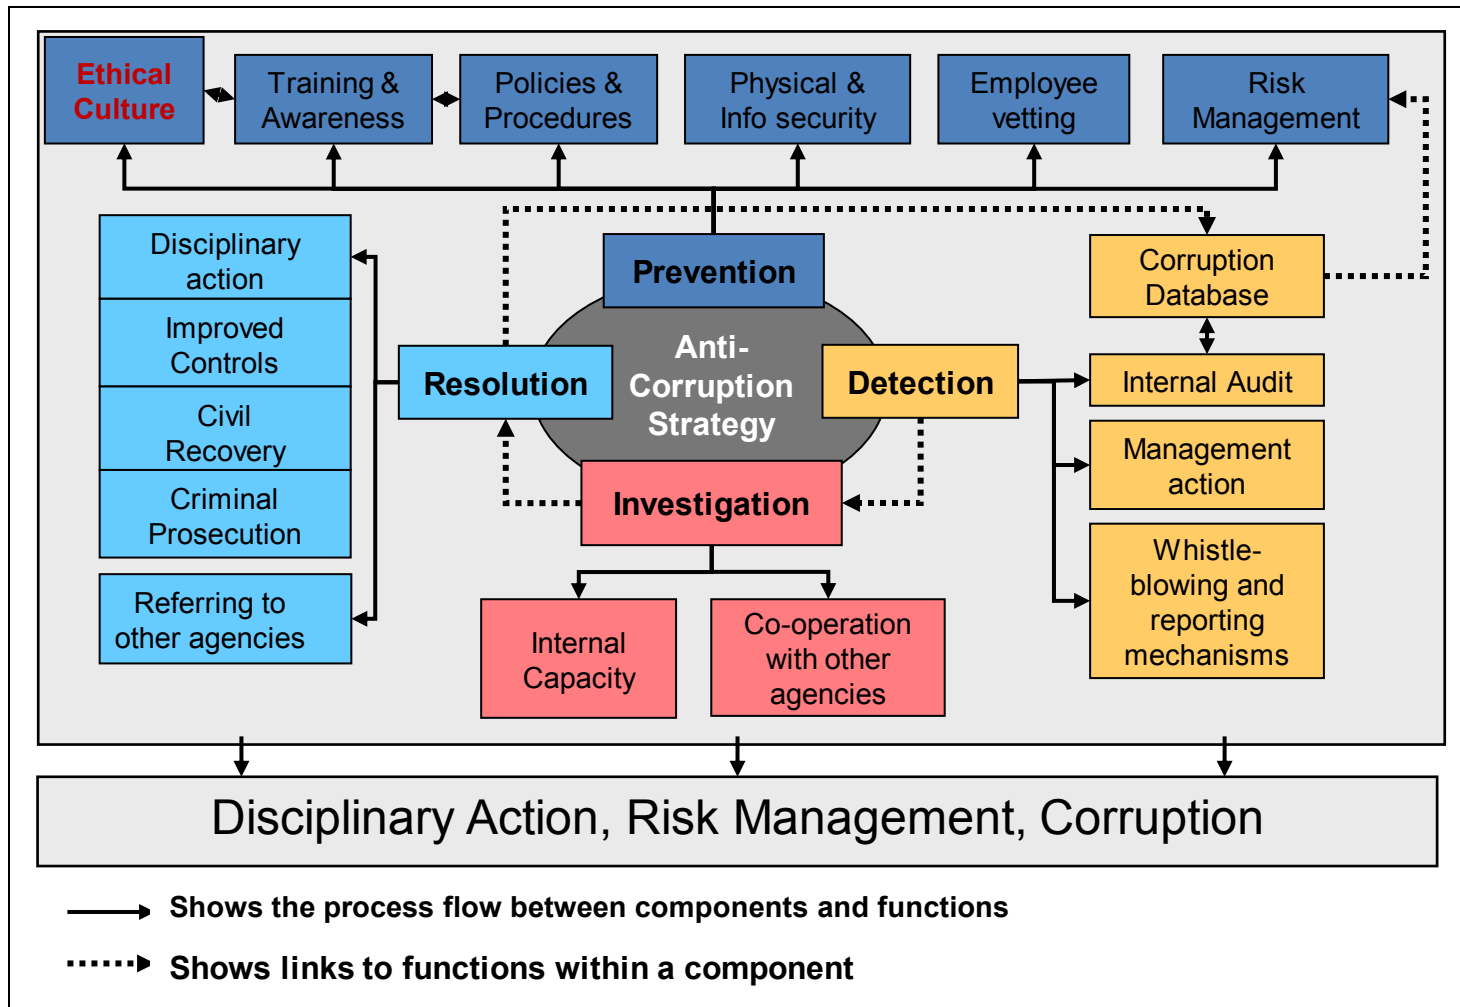 Ethical
Culture
Training &
Awareness
Policies &
Procedures
Physical &
Info security
Employee
vetting
Risk
Management
Disciplinary
action
Improved
Controls
Civil
Recovery
Criminal
Prosecution
Referring to
other agencies
Prevention
Resolution
Anti-
Corruption
Strategy
Detection
Investigation
Internal
Capacity
Co-operation
with other
agencies
Corruption
Database
Internal Audit
Management
action
Whistle-
blowing and
reporting
mechanisms
Disciplinary Action, Risk Management, Corruption
Shows the process flow between components and functions
Shows links to functions within a component